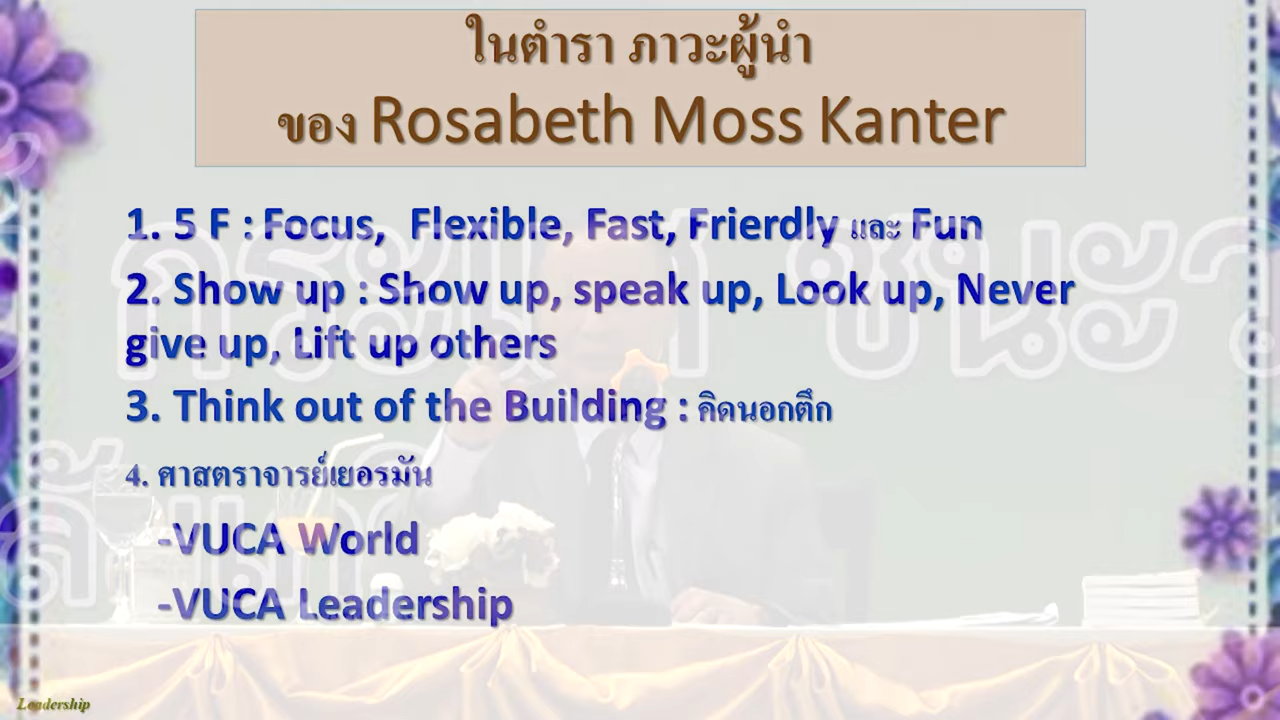 ในตำรา ภาวะผู้นำ
ของ Rosabeth Moss Kanter
1. 5 F : Focus, Flexible, Fast, Frierdly และ Fun
2. Show up : Show up, speak up, Look up, Never
give up, Lift up others
3. Think out of the Building : คิดนอกตึก
4. ศาสตราจารย์เยอรมัน
-VUCA World
-VUCA Leadership
Leadership